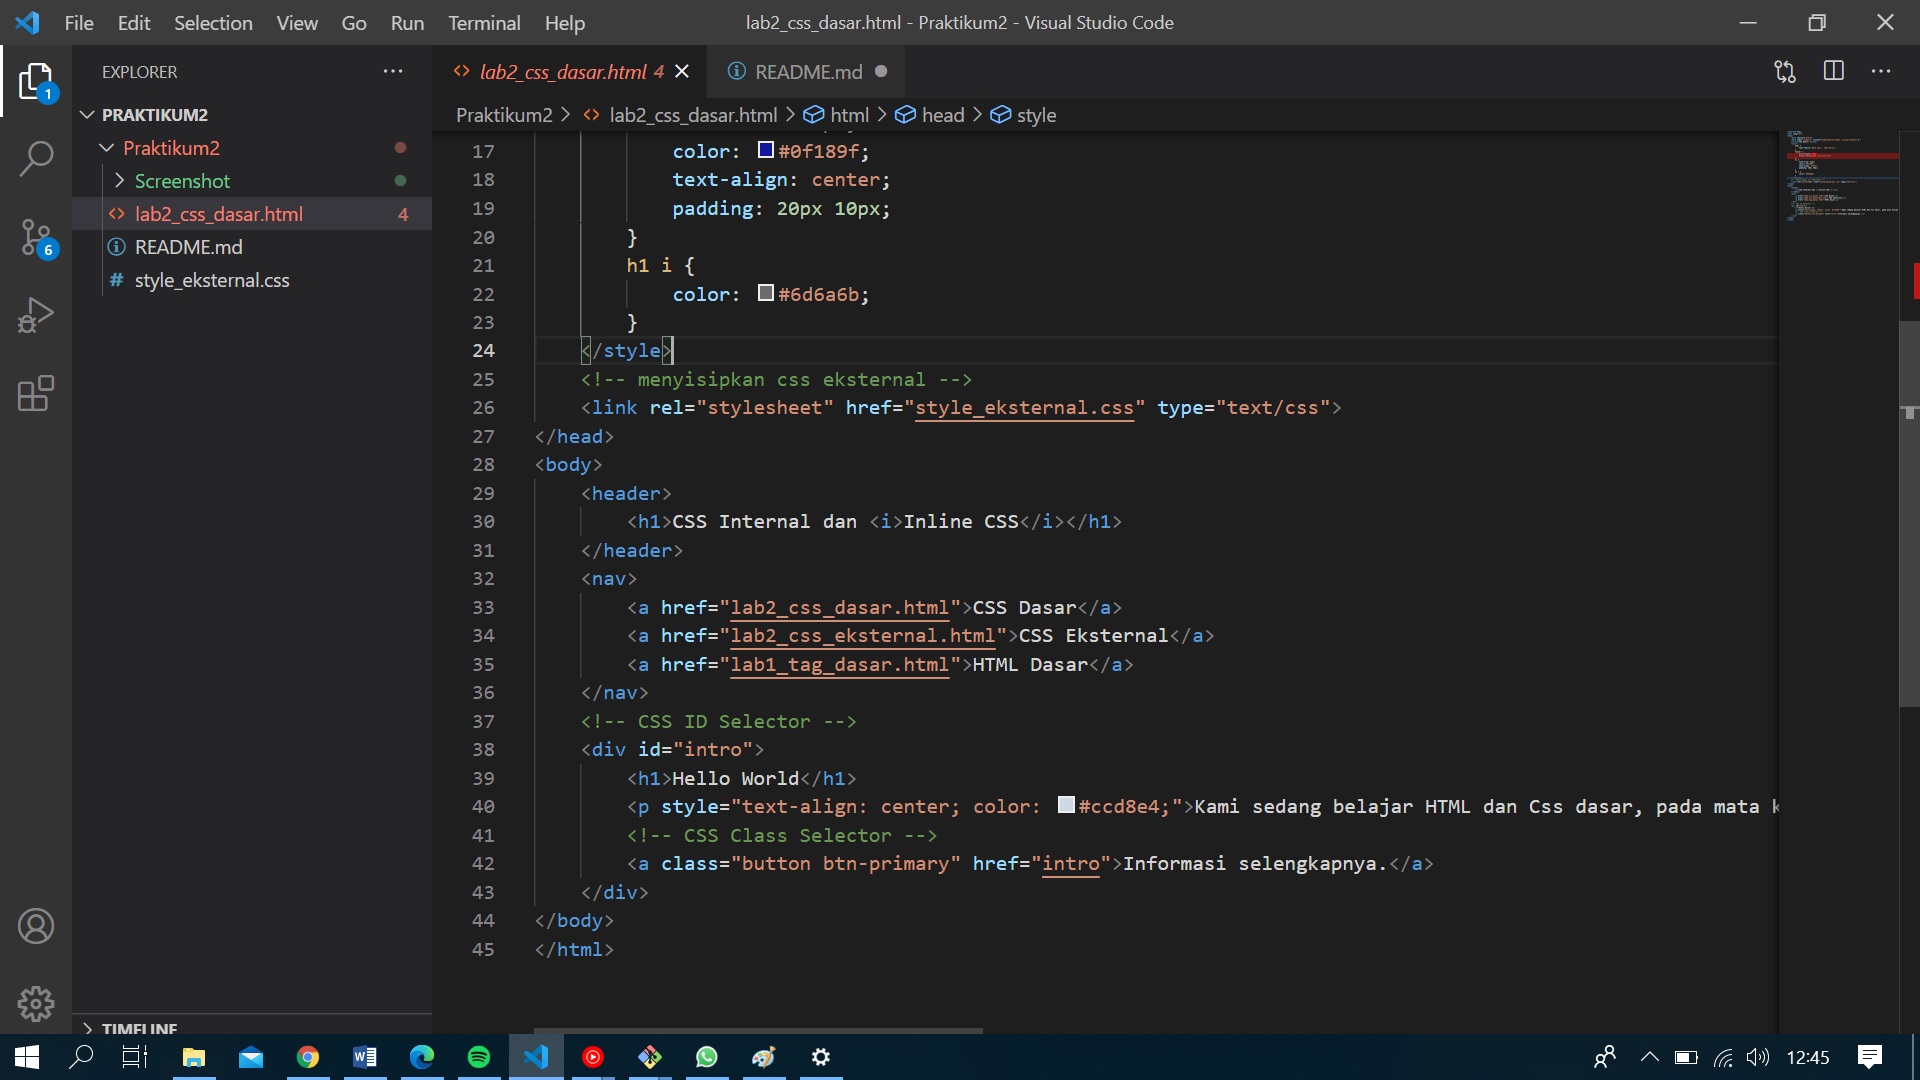 File Edit Selection View Go Run Terminal Help
lab2_css_dasar.html - Praktikum2 - Visual Studio Code
EXPLORER
lab2_css_dasar.html 4
README.md
Praktikum2 > lab2_css_dasar.html > html > head > style
1
PRAKTIKUM2
Praktikum2
Screenshot
lab2_css_dasar.html 4
6
README.md
# style_eksternal.css
17 color: #0f189f;
18 text-align: center;
19 padding: 20px 10px;
20 }
21 h1 i {
22 color: #6d6a6b;
23 }
24 </style>
25 <!-- menyisipkan css eksternal -->
26 <link rel="stylesheet" href="style_eksternal.css" type="text/css">
27 </head>
28 <body>
29 <header>
30 <h1>CSS Internal dan <i>Inline CSS</i></h1>
31 </header>
32 <nav>
33 <a href="lab2_css_dasar.html">CSS Dasar</a>
34 <a href="lab2_css_eksternal.html">CSS Eksternal</a>
35 <a href="lab1_tag_dasar.html">HTML Dasar</a>
36 </nav>
37 <!-- CSS ID Selector -->
38 <div id="intro">
39 <h1>Hello World</h1>
40 <p style="text-align: center; color: #ccd8e4;">Kami sedang belajar HTML dan Css dasar, pada mata k
41 <!-- CSS Class Selector -->
42 <a class="button btn-primary" href="intro">Informasi selengkapnya.</a>
43 </div>
44 </body>
45 </html>
TIMELINE
12:45